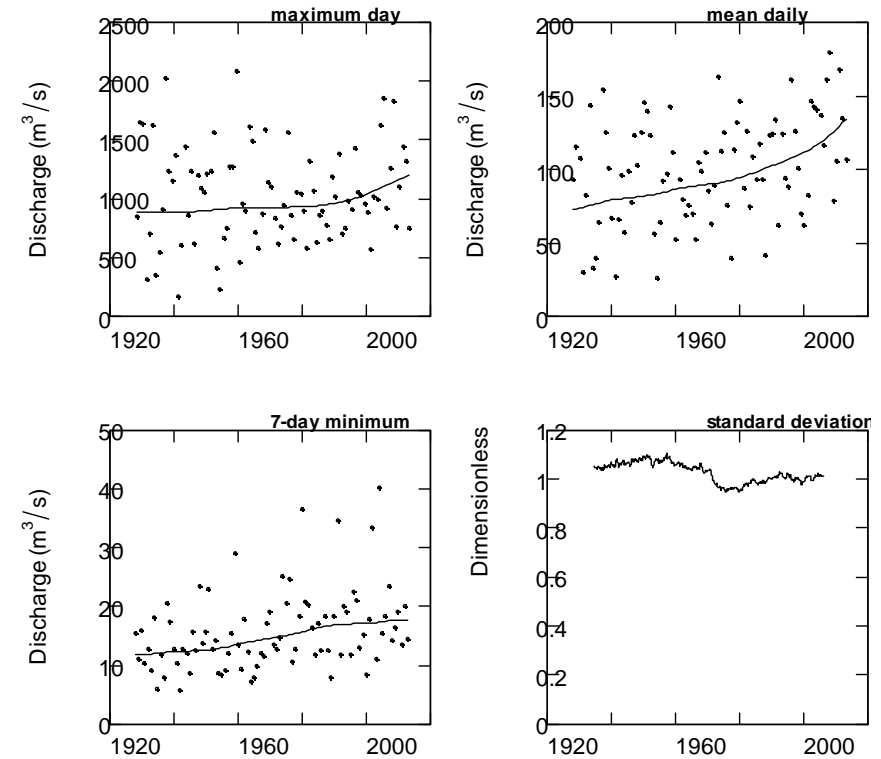 maximum day
Discharge (m³/s)
2500
2000
1500
1000
500
0
1920 1960 2000
mean daily
Discharge (m³/s)
200
150
100
50
0
1920 1960 2000
7-day minimum
Discharge (m³/s)
50
40
30
20
10
0
1920 1960 2000
standard deviation
Dimensionless
1.2
1
0.8
0.6
0.4
0.2
0
1920 1960 2000